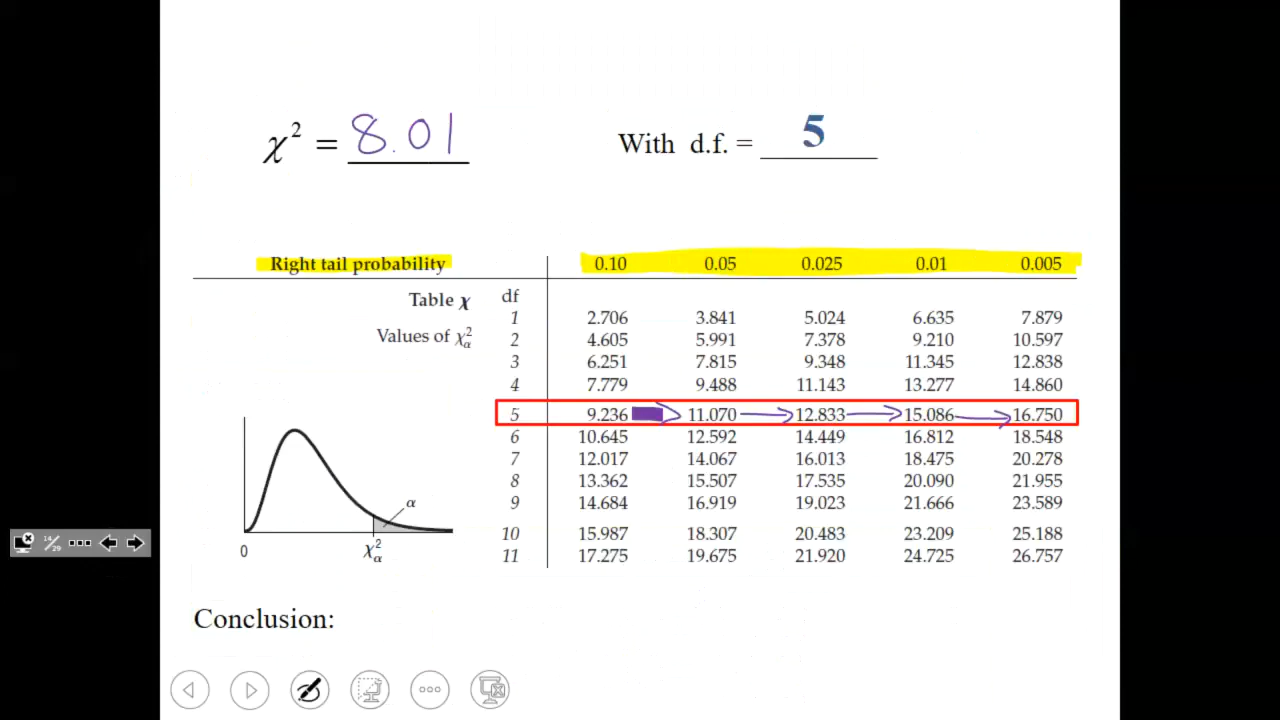 χ² = 8.01 With d.f. = 5
Right tail probability 0.10 0.05 0.025 0.01 0.005
Table χ df
Values of χ²α 1 2.706 3.841 5.024 6.635 7.879
2 4.605 5.991 7.378 9.210 10.597
3 6.251 7.815 9.348 11.345 12.838
4 7.779 9.488 11.143 13.277 14.860
5 9.236 11.070 12.833 15.086 16.750
6 10.645 12.592 14.449 16.812 18.548
7 12.017 14.067 16.013 18.475 20.278
8 13.362 15.507 17.535 20.090 21.955
9 14.684 16.919 19.023 21.666 23.589
10 15.987 18.307 20.483 23.209 25.188
11 17.275 19.675 21.920 24.725 26.757
α
0 χ²α
14/29
Conclusion: